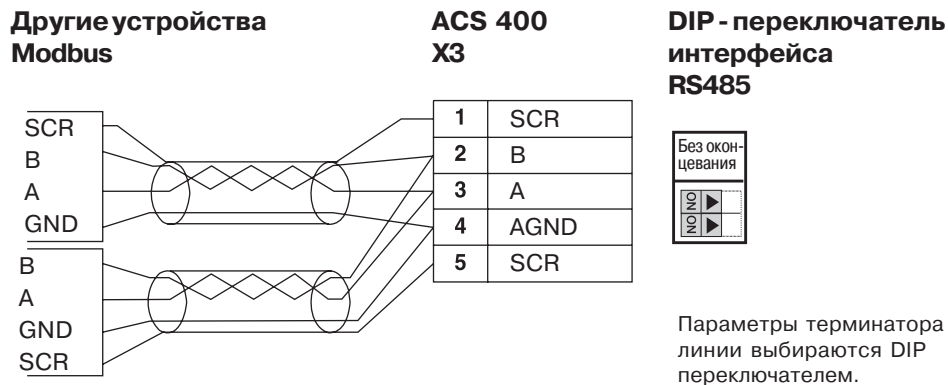 Другие устройства
Modbus
ACS 400
X3
DIP - переключатель
интерфейса
RS485
SCR
B
A
GND
B
A
GND
SCR
1 SCR
2 B
3 A
4 AGND
5 SCR
Без окон-
цевания
ON
ON
Параметры терминатора
линии выбираются DIP
переключателем.